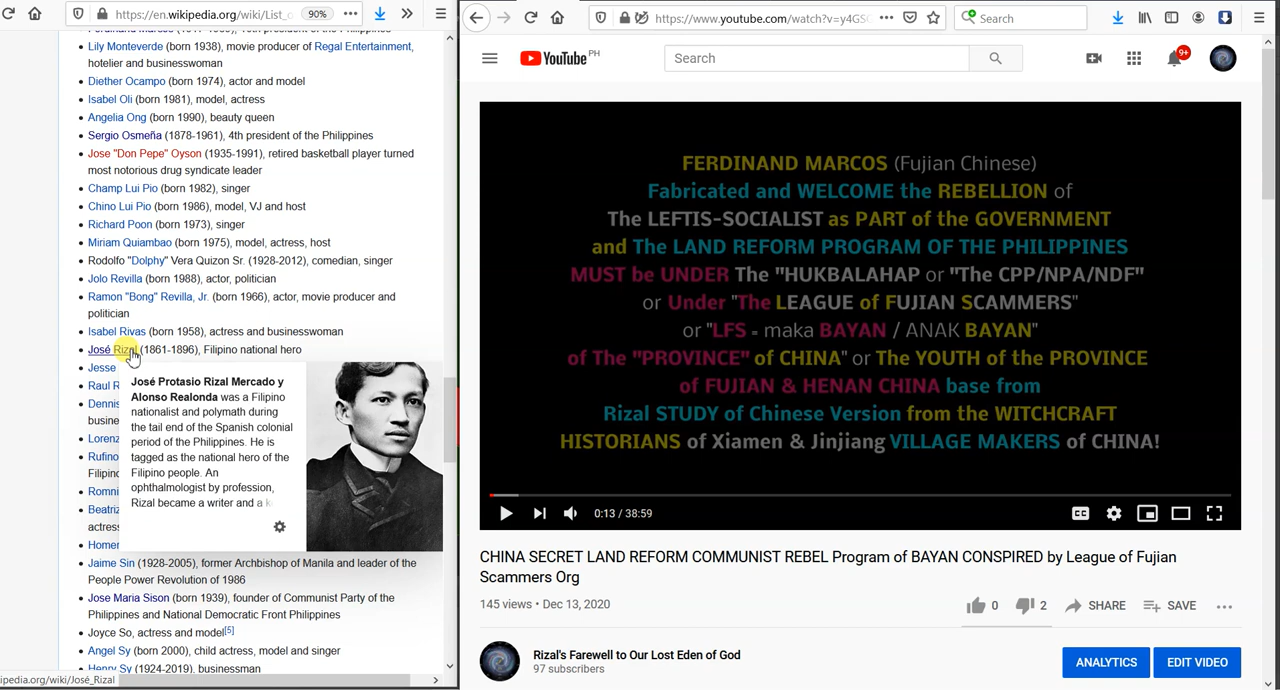 https://en.wikipedia.org/wiki/List_o
90%
Lily Monteverde (born 1938), movie producer of Regal Entertainment,
hotelier and businesswoman
Diether Ocampo (born 1974), actor and model
Isabel Oli (born 1981), model, actress
Angelia Ong (born 1990), beauty queen
Sergio Osmeña (1878-1961), 4th president of the Philippines
Jose "Don Pepe" Oyson (1935-1991), retired basketball player turned
most notorious drug syndicate leader
Champ Lui Pio (born 1982), singer
Chino Lui Pio (born 1986), model, VJ and host
Richard Poon (born 1973), singer
Miriam Quiambao (born 1975), model, actress, host
Rodolfo "Dolphy" Vera Quizon Sr. (1928-2012), comedian, singer
Jolo Revilla (born 1988), actor, politician
Ramon "Bong" Revilla, Jr. (born 1966), actor, movie producer and
politician
Isabel Rivas (born 1958), actress and businesswoman
José Rizal (1861-1896), Filipino national hero
Jesse
Raul R
Dennis
busine
Lorenz
Rufino
Filipino
Romni
Beatriz
actress
Homer
José Protasio Rizal Mercado y
Alonso Realonda was a Filipino
nationalist and polymath during
the tail end of the Spanish colonial
period of the Philippines. He is
tagged as the national hero of the
Filipino people. An
ophthalmologist by profession,
Rizal became a writer and a k
Jaime Sin (1928-2005), former Archbishop of Manila and leader of the
People Power Revolution of 1986
Jose Maria Sison (born 1939), founder of Communist Party of the
Philippines and National Democratic Front Philippines
Joyce So, actress and model[5]
Angel Sy (born 2000), child actress, model and singer
Henry Sy (1924-2019), businessman
ipedia.org/wiki/José_Rizal
https://www.youtube.com/watch?v=y4GS
Search
YouTube PH
Search
9+
FERDINAND MARCOS (Fujian Chinese)
Fabricated and WELCOME the REBELLION of
The LEFTIS-SOCIALIST as PART of the GOVERNMENT
and The LAND REFORM PROGRAM OF THE PHILIPPINES
MUST be UNDER The "HUKBALAHAP or "The CPP/NPA/NDF"
or Under "The LEAGUE of FUJIAN SCAMMERS"
or "LFS = maka BAYAN / ANAK BAYAN"
of The "PROVINCE" of CHINA" or The YOUTH of the PROVINCE
of FUJIAN & HENAN CHINA base from
Rizal STUDY of Chinese Version from the WITCHCRAFT
HISTORIANS of Xiamen & Jinjiang VILLAGE MAKERS of CHINA!
0:13 / 38:59
CHINA SECRET LAND REFORM COMMUNIST REBEL Program of BAYAN CONSPIRED by League of Fujian
Scammers Org
145 views • Dec 13, 2020
0
2
SHARE
SAVE
Rizal's Farewell to Our Lost Eden of God
97 subscribers
ANALYTICS
EDIT VIDEO